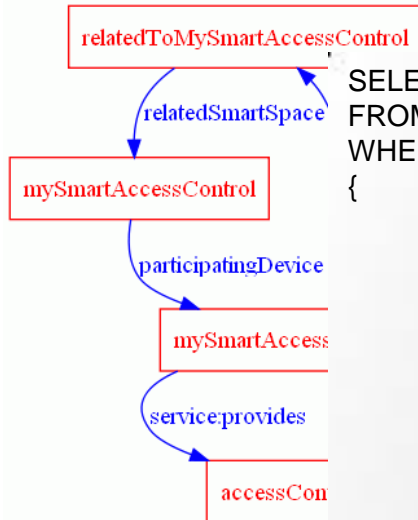 relatedToMySmartAccessControl
relatedSmartSpace
mySmartAccessControl
participatingDevice
mySmartAccess
service:provides
accessCon
SELE
FROM
WHE
{